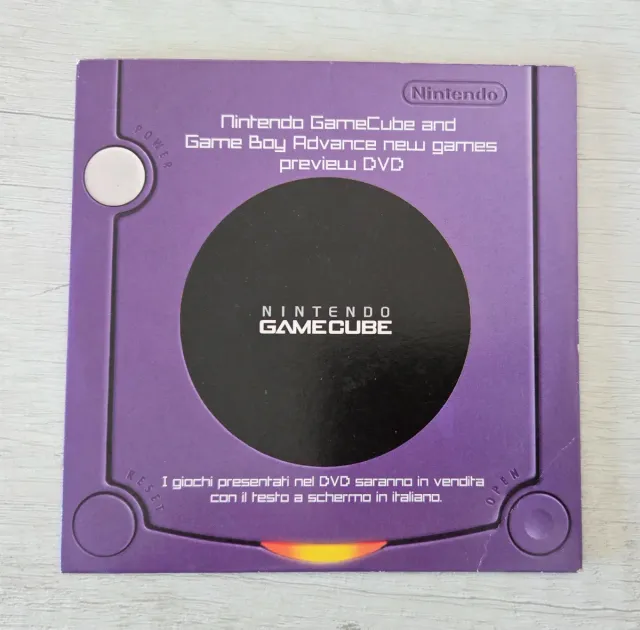 Nintendo
Nintendo GameCube and
Game Boy Advance new games
preview DVD
POWER
NINTENDO
GAMECUBE
I giochi presentati nel DVD saranno in vendita
con il testo a schermo in italiano.
RESET
OPEN